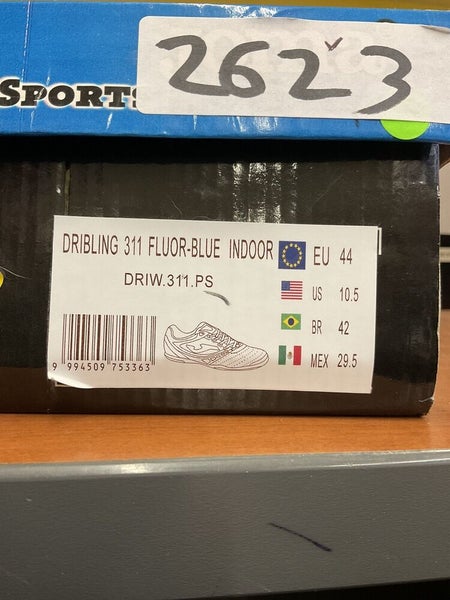 2623
SPORTS
DRIBLING 311 FLUOR-BLUE INDOOR
DRIW.311.PS
EU 44
US 10.5
BR 42
MEX 29.5
9 994509 753363